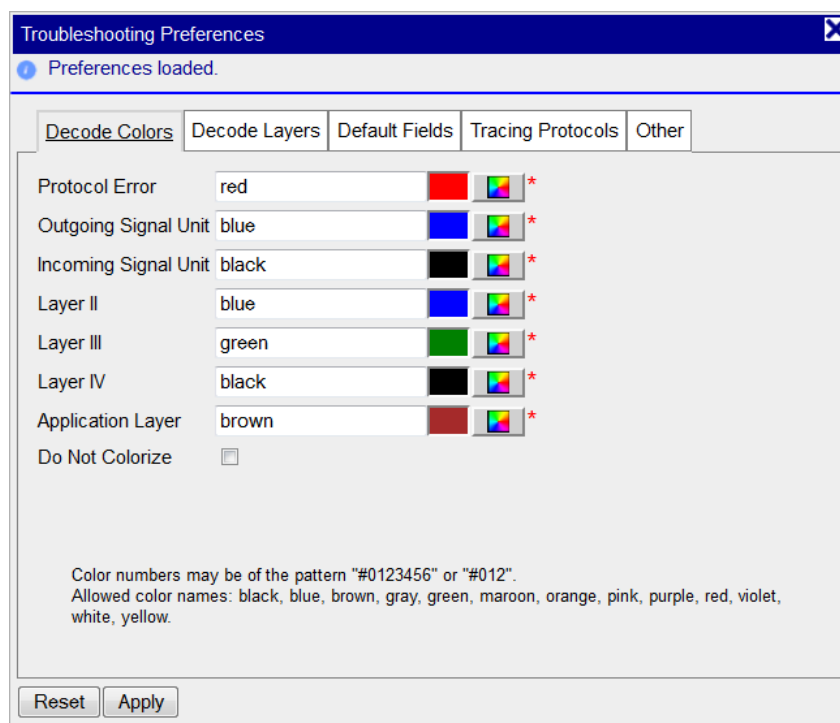 Troubleshooting Preferences
Preferences loaded.
Decode Colors Decode Layers Default Fields Tracing Protocols Other
Protocol Error red *
Outgoing Signal Unit blue *
Incoming Signal Unit black *
Layer II blue *
Layer III green *
Layer IV black *
Application Layer brown *
Do Not Colorize
Color numbers may be of the pattern "#0123456" or "#012".
Allowed color names: black, blue, brown, gray, green, maroon, orange, pink, purple, red, violet,
white, yellow.
Reset Apply